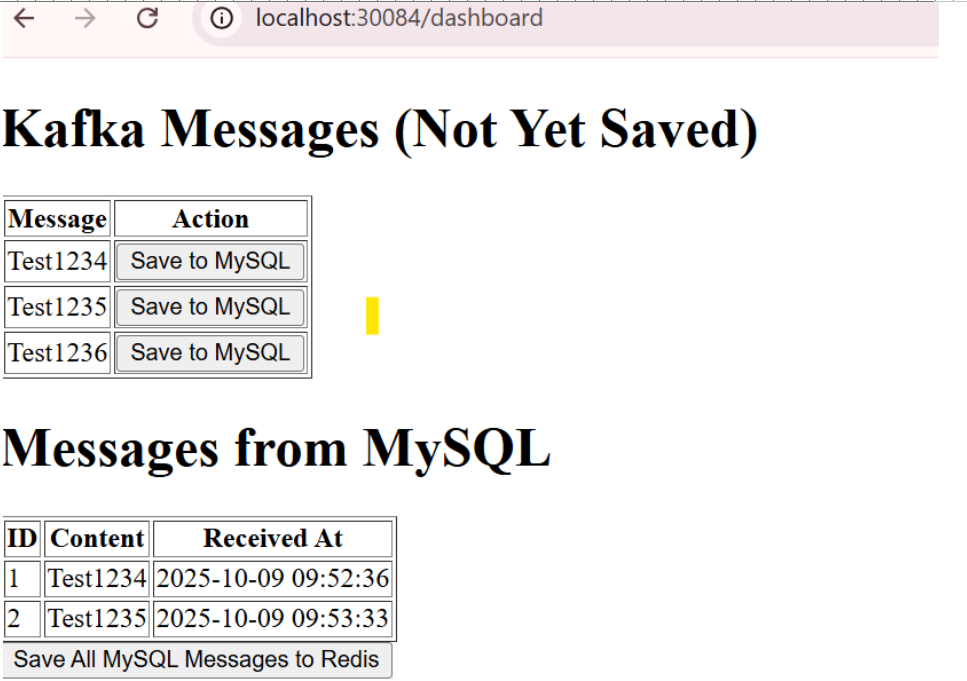 localhost:30084/dashboard
Kafka Messages (Not Yet Saved)
Message Action
Test1234 Save to MySQL
Test1235 Save to MySQL
Test1236 Save to MySQL
Messages from MySQL
ID Content Received At
1 Test1234 2025-10-09 09:52:36
2 Test1235 2025-10-09 09:53:33
Save All MySQL Messages to Redis